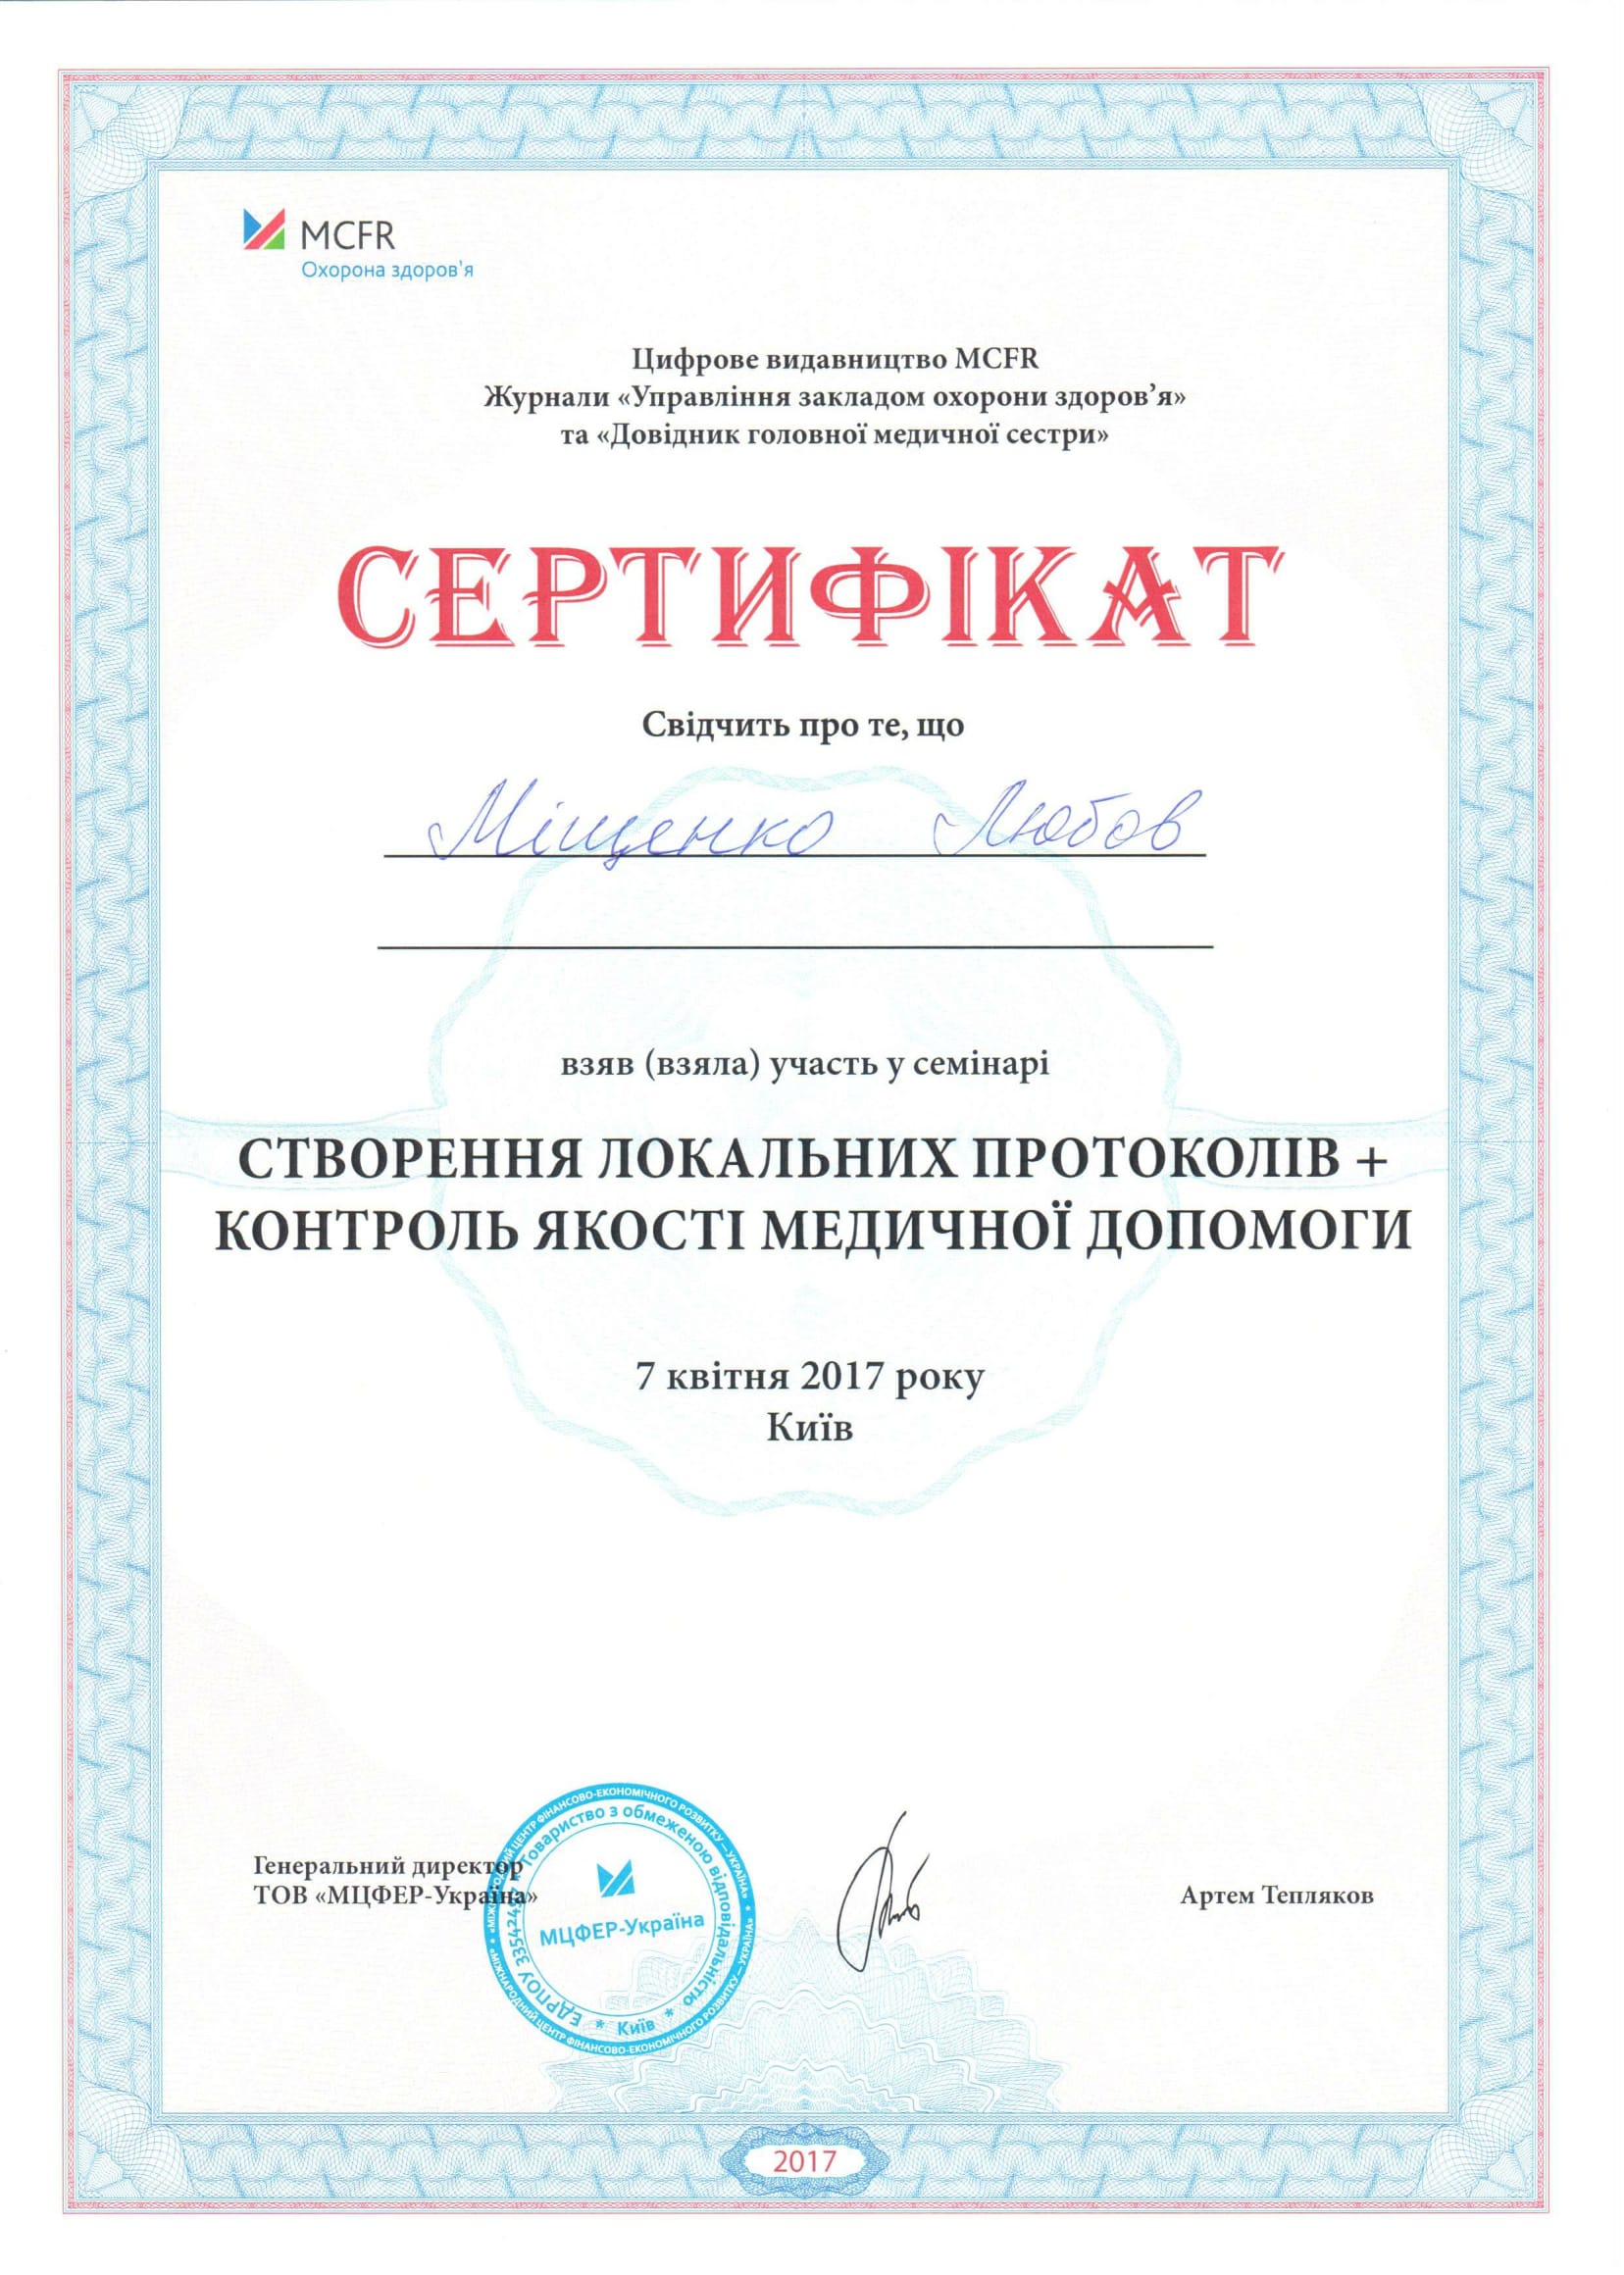 MCFR
Охорона здоров'я
Цифрове видавництво MCFR
Журнали «Управління закладом охорони здоров’я»
та «Довідник головної медичної сестри»
СЕРТИФІКАТ
Свідчить про те, що
Міщенко Любов
взяв (взяла) участь у семінарі
СТВОРЕННЯ ЛОКАЛЬНИХ ПРОТОКОЛІВ +
КОНТРОЛЬ ЯКОСТІ МЕДИЧНОЇ ДОПОМОГИ
7 квітня 2017 року
Київ
Генеральний директор
ТОВ «МЦФЕР-Україна»
«МІЖНАРОДНИЙ ЦЕНТР ФІНАНСОВО-ЕКОНОМІЧНОГО РОЗВИТКУ — УКРАЇНА» * «МІЖНАРОДНИЙ ЦЕНТР ФІНАНСОВО-ЕКОНОМІЧНОГО РОЗВИТКУ — УКРАЇНА» *
Товариство з обмеженою відповідальністю
* Київ *
ЄДРПОУ
МЦФЕР-Україна
Артем Тепляков
2017